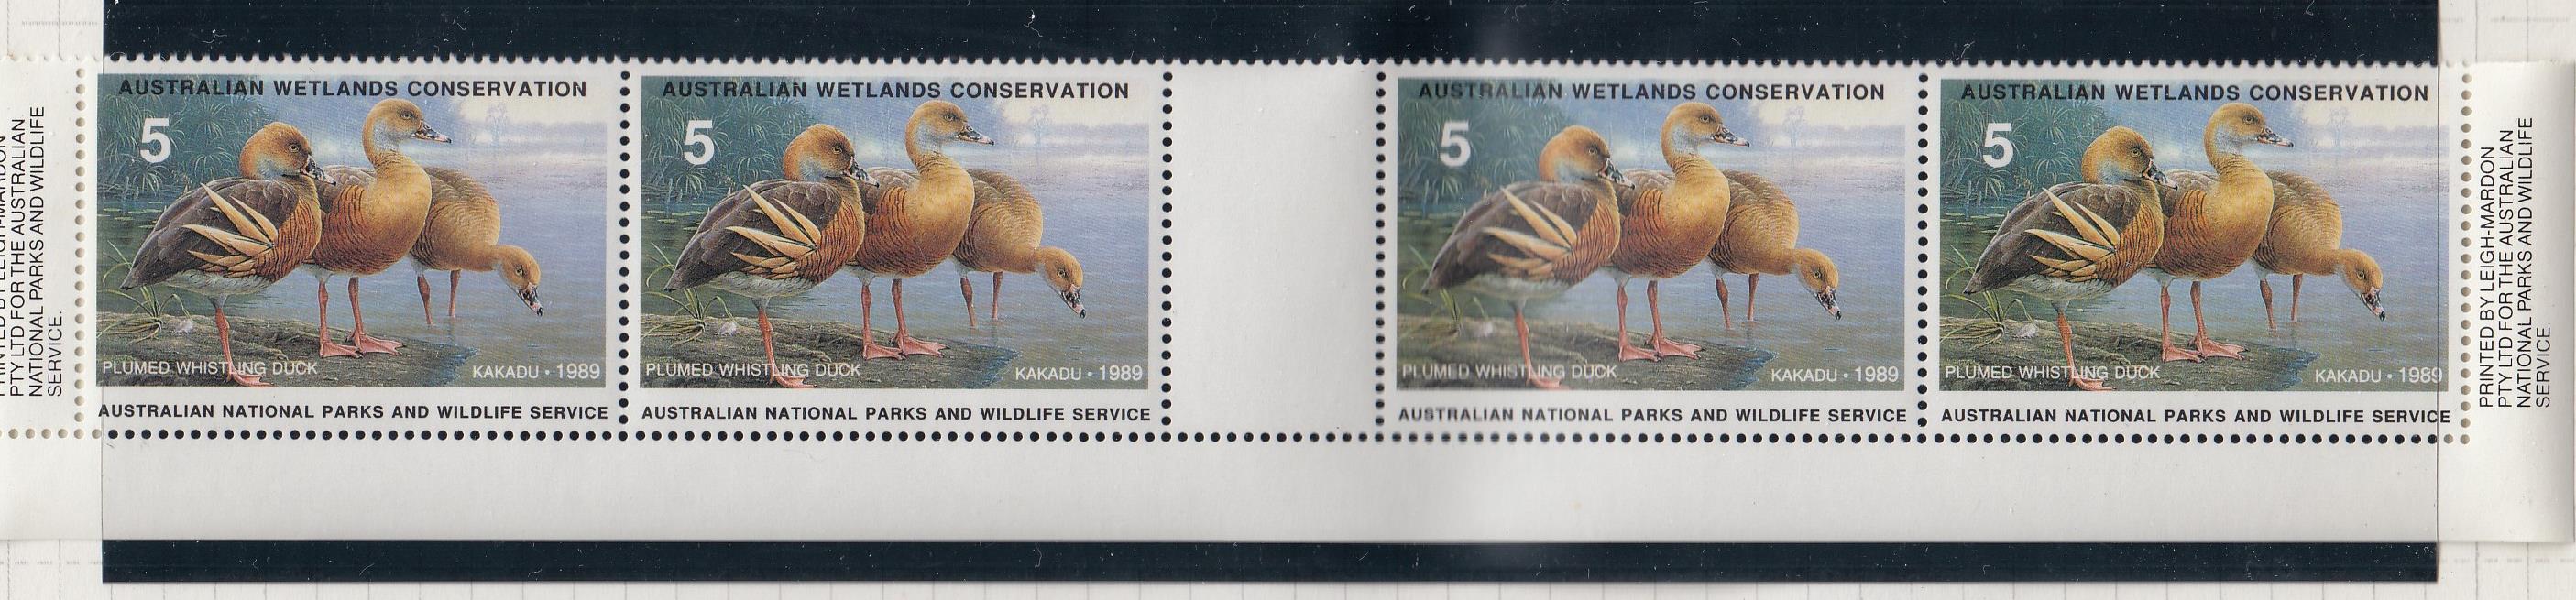 PTY LTD FOR THE AUSTRALIAN
NATIONAL PARKS AND WILDLIFE
SERVICE.
AUSTRALIAN WETLANDS CONSERVATION
5
PLUMED WHISTLING DUCK
KAKADU • 1989
AUSTRALIAN NATIONAL PARKS AND WILDLIFE SERVICE
AUSTRALIAN WETLANDS CONSERVATION
5
PLUMED WHISTLING DUCK
KAKADU • 1989
AUSTRALIAN NATIONAL PARKS AND WILDLIFE SERVICE
AUSTRALIAN WETLANDS CONSERVATION
5
PLUMED WHISTLING DUCK
KAKADU • 1989
AUSTRALIAN NATIONAL PARKS AND WILDLIFE SERVICE
AUSTRALIAN WETLANDS CONSERVATION
5
PLUMED WHISTLING DUCK
KAKADU • 1989
AUSTRALIAN NATIONAL PARKS AND WILDLIFE SERVICE
PRINTED BY LEIGH-MARDON
PTY LTD FOR THE AUSTRALIAN
NATIONAL PARKS AND WILDLIFE
SERVICE.